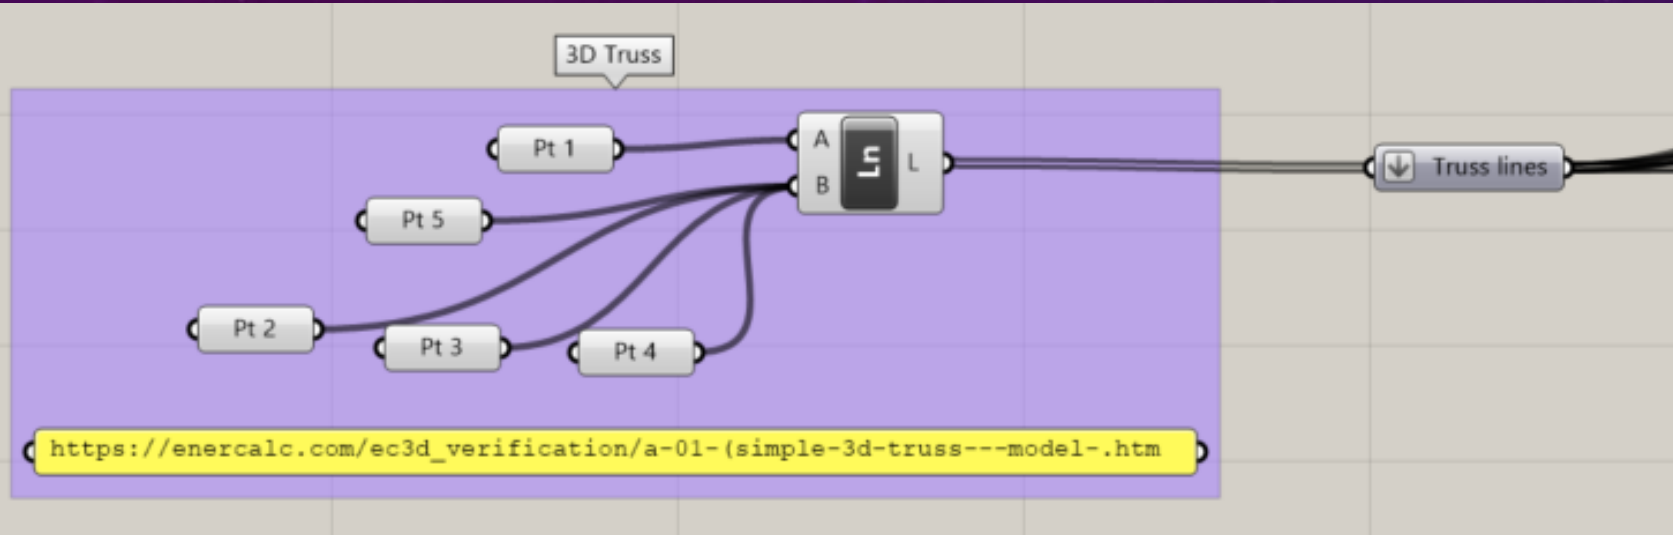 3D Truss
Pt 1
A
B
Ln
L
Truss lines
Pt 5
Pt 2
Pt 3
Pt 4
https://enercalc.com/ec3d_verification/a-01-(simple-3d-truss---model-.htm